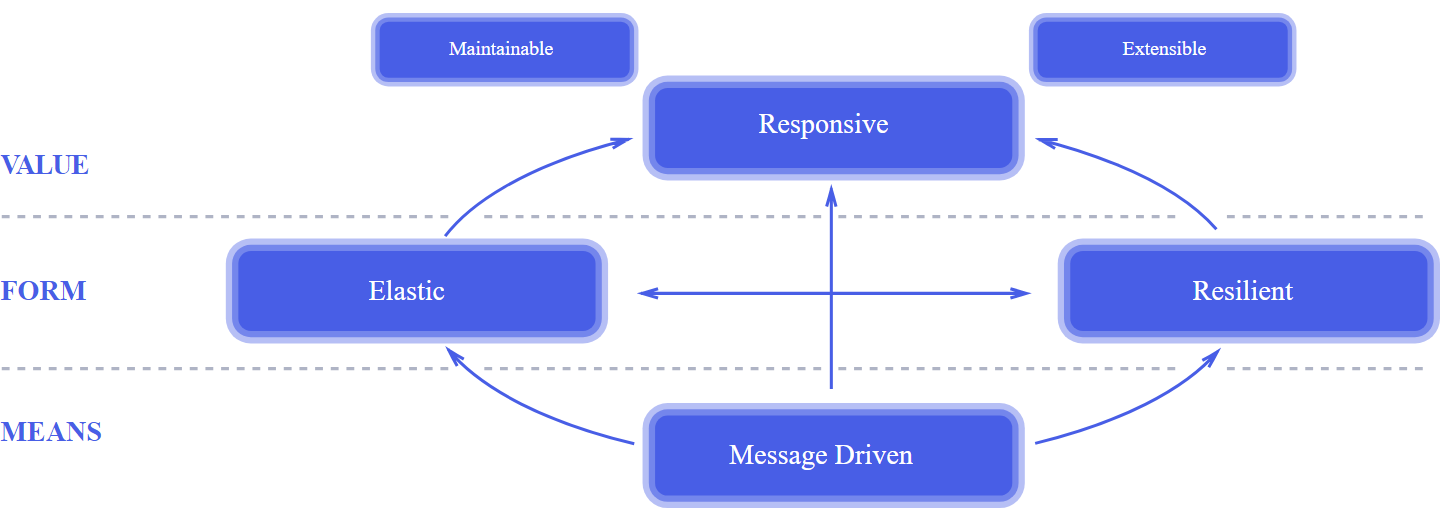 Maintainable
Extensible
Responsive
VALUE
FORM
Elastic
Resilient
MEANS
Message Driven